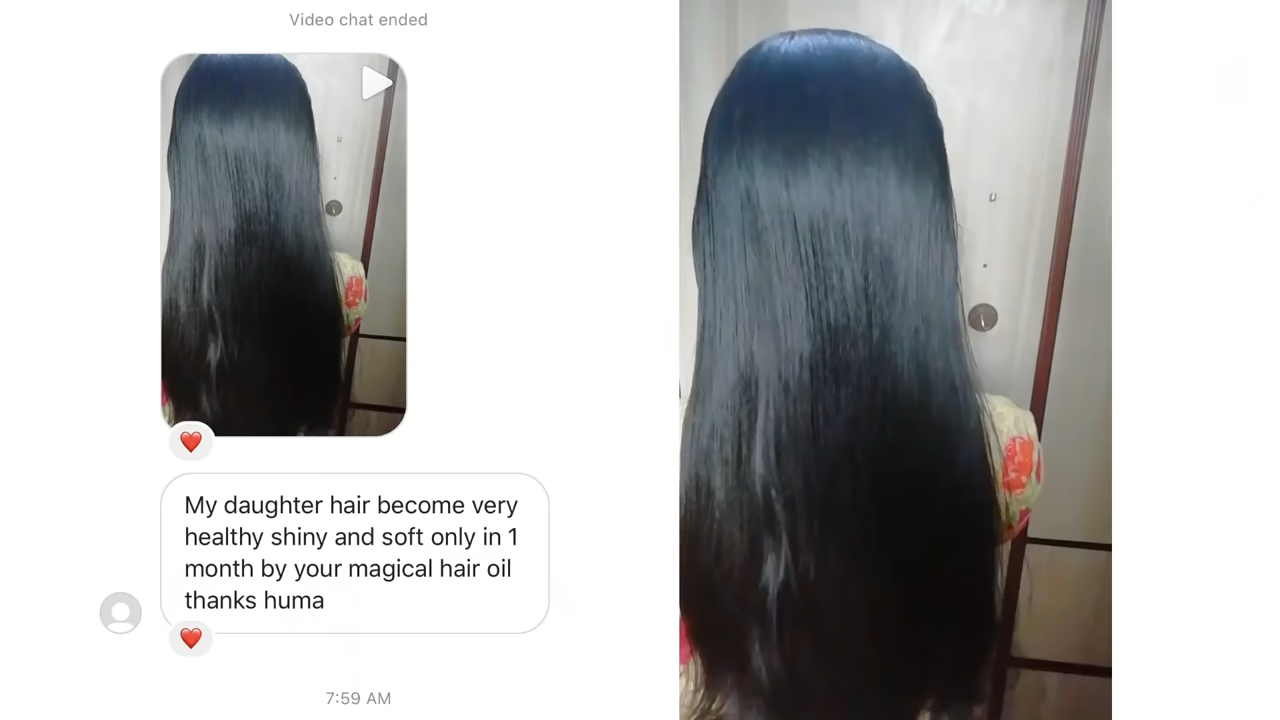 Video chat ended
My daughter hair become very
healthy shiny and soft only in 1
month by your magical hair oil
thanks huma
7:59 AM